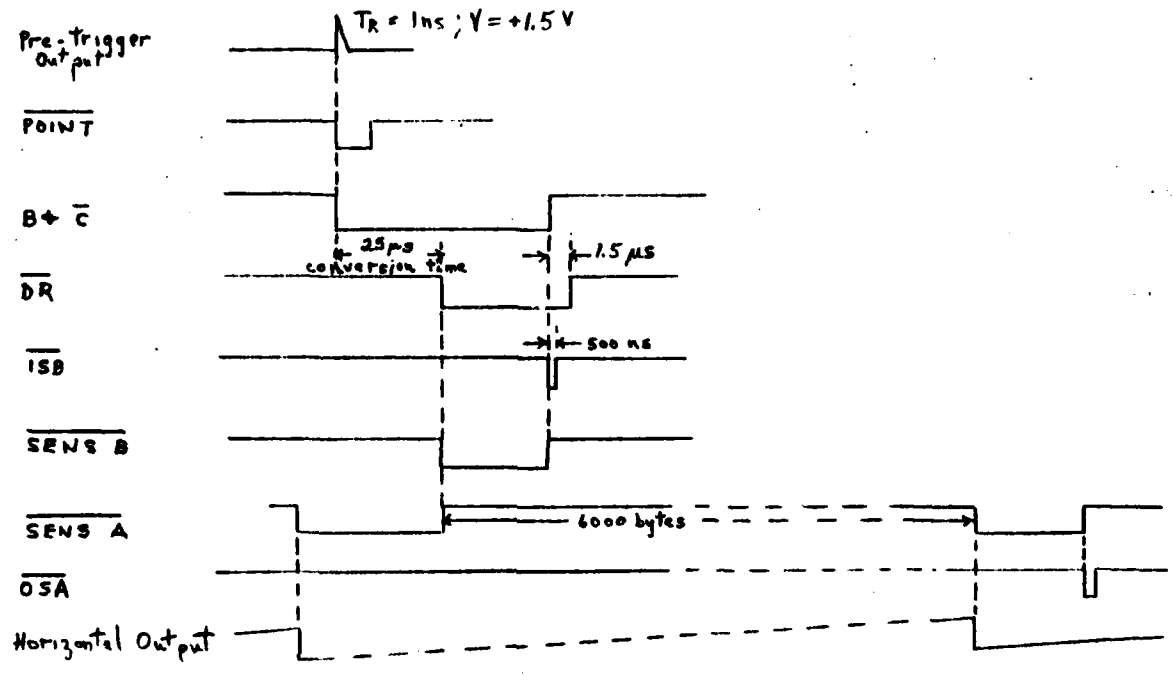 Pre-trigger
Output
TR = 1ns ; V = +1.5 V
POINT
B + C
25 µs
conversion time
1.5 µs
DR
ISB
500 ns
SENS B
SENS A
6000 bytes
OSA
Horizontal Output